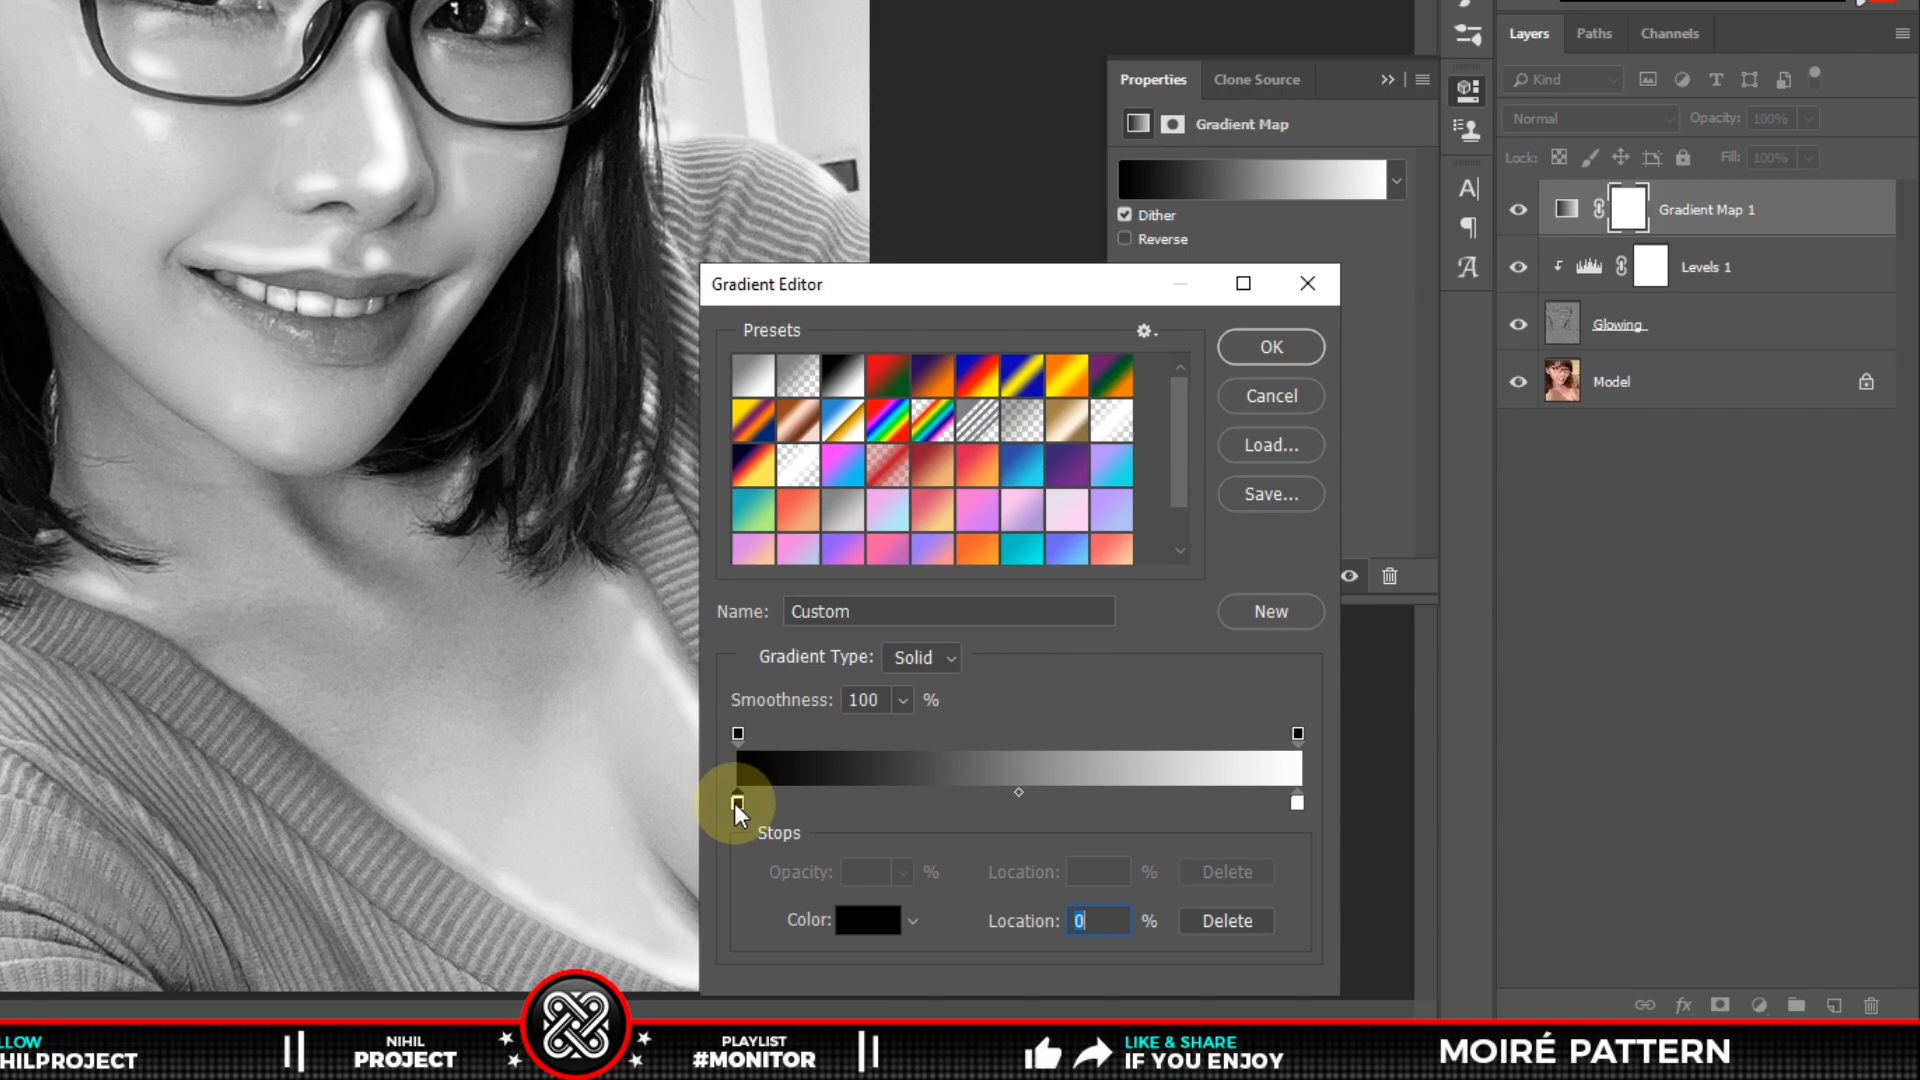 Layers
Paths
Channels
Properties
Clone Source
Kind
Normal
Opacity: 100%
Gradient Map
Lock:
Fill: 100%
Dither
Reverse
Gradient Map 1
Levels 1
Glowing
Model
Gradient Editor
Presets
OK
Cancel
Load...
Save...
Name: Custom
New
Gradient Type: Solid
Smoothness: 100 %
Stops
Opacity: %
Location: %
Delete
Color:
Location: 0 %
Delete
LLOW
HILPROJECT
NIHIL
PROJECT
PLAYLIST
#MONITOR
LIKE & SHARE
IF YOU ENJOY
MOIRÉ PATTERN